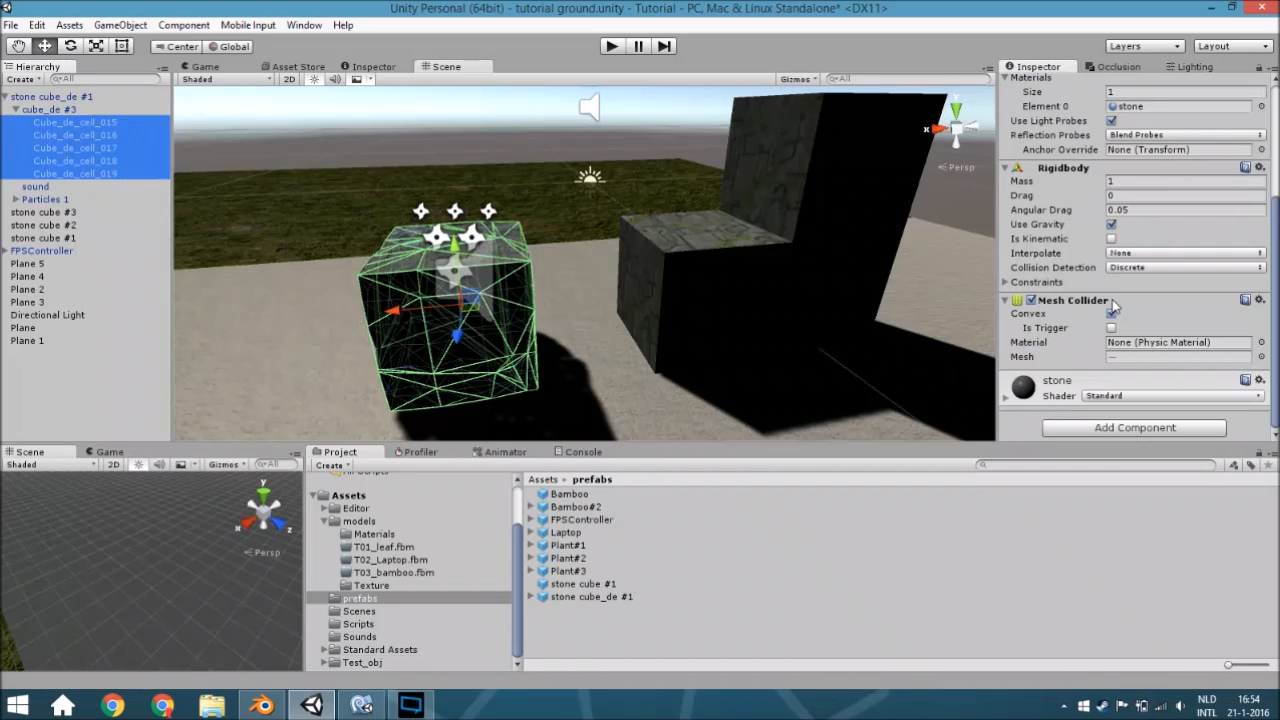 Unity Personal (64bit) - tutorial ground.unity - Tutorial - PC, Mac & Linux Standalone* <DX11>
File Edit Assets GameObject Component Mobile Input Window Help
Center Global Layers Layout
Hierarchy Game Asset Store Inspector Scene Inspector Occlusion Lighting
Create All Shaded 2D Gizmos All
Materials
Size 1
Element 0 stone
Use Light Probes
Reflection Probes Blend Probes
Anchor Override None (Transform)
Rigidbody
Mass 1
Drag 0
Angular Drag 0.05
Use Gravity
Is Kinematic
Interpolate None
Collision Detection Discrete
Constraints
Mesh Collider
Convex
Is Trigger
Material None (Physic Material)
Mesh —
stone
Shader Standard
Add Component
stone cube_de #1
cube_de #3
Cube_de_cell_015
Cube_de_cell_016
Cube_de_cell_017
Cube_de_cell_018
Cube_de_cell_019
sound
Particles 1
stone cube #3
stone cube #2
stone cube #1
FPSController
Plane 5
Plane 4
Plane 2
Plane 3
Directional Light
Plane
Plane 1
y
x
Persp
Scene Game
Shaded 2D Gizmos All
y
x z
Persp
Project Profiler Animator Console
Create
Assets
Editor
models
Materials
T01_leaf.fbm
T02_Laptop.fbm
T03_bamboo.fbm
Texture
prefabs
Scenes
Scripts
Sounds
Standard Assets
Test_obj
Assets prefabs
Bamboo
Bamboo#2
FPSController
Laptop
Plant#1
Plant#2
Plant#3
stone cube #1
stone cube_de #1
NLD 16:54
INTL 21-1-2016